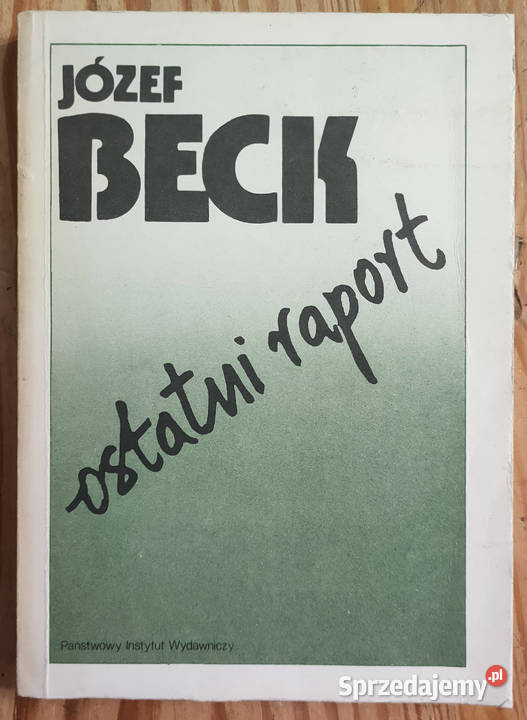 JÓZEF
BECK
ostatni raport
Państwowy Instytut Wydawniczy
Sprzedajemy.pl